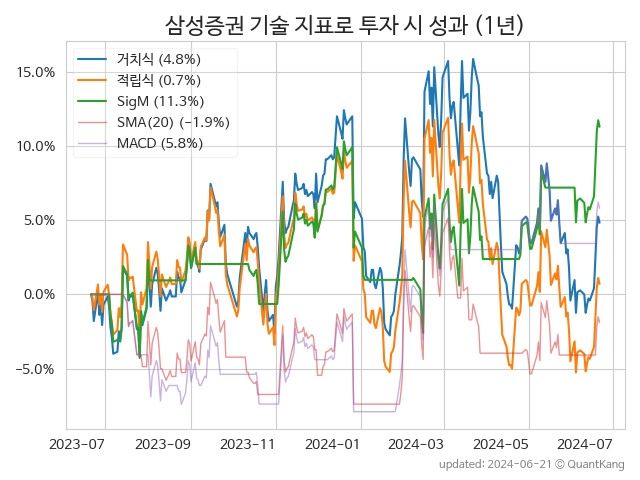 삼성증권 기술 지표로 투자 시 성과 (1년)
거치식 (4.8%)
적립식 (0.7%)
SigM (11.3%)
SMA(20) (−1.9%)
MACD (5.8%)
15.0%
10.0%
5.0%
0.0%
−5.0%
2023-07 2023-09 2023-11 2024-01 2024-03 2024-05 2024-07
updated: 2024-06-21 © QuantKang